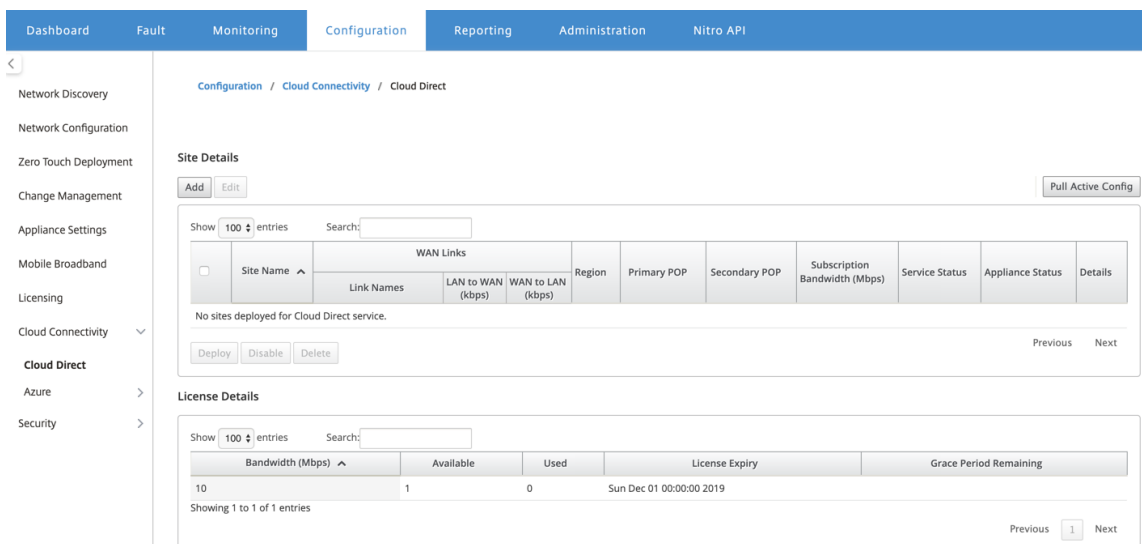 Dashboard Fault Monitoring Configuration Reporting Administration Nitro API
Configuration / Cloud Connectivity / Cloud Direct
Network Discovery
Network Configuration
Zero Touch Deployment
Change Management
Appliance Settings
Mobile Broadband
Licensing
Cloud Connectivity
Cloud Direct
Azure
Security
Site Details
Add Edit Pull Active Config
Show 100 entries Search:
Site Name
WAN Links
Link Names
LAN to WAN
(kbps)
WAN to LAN
(kbps)
Region
Primary POP
Secondary POP
Subscription
Bandwidth (Mbps)
Service Status
Appliance Status
Details
No sites deployed for Cloud Direct service.
Previous Next
Deploy Disable Delete
License Details
Show 100 entries Search:
Bandwidth (Mbps) Available Used License Expiry Grace Period Remaining
10 1 0 Sun Dec 01 00:00:00 2019
Showing 1 to 1 of 1 entries
Previous 1 Next